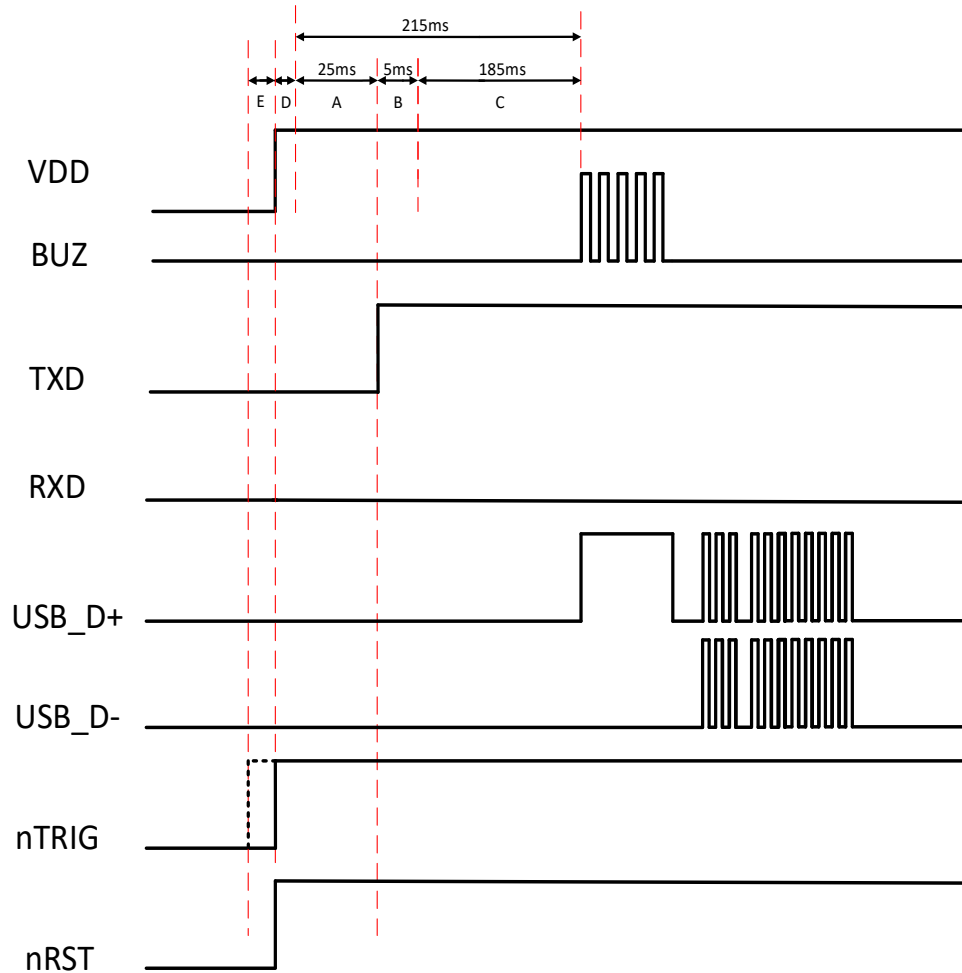 215ms
25ms 5ms 185ms
E D A B C
VDD
BUZ
TXD
RXD
USB_D+
USB_D-
nTRIG
nRST